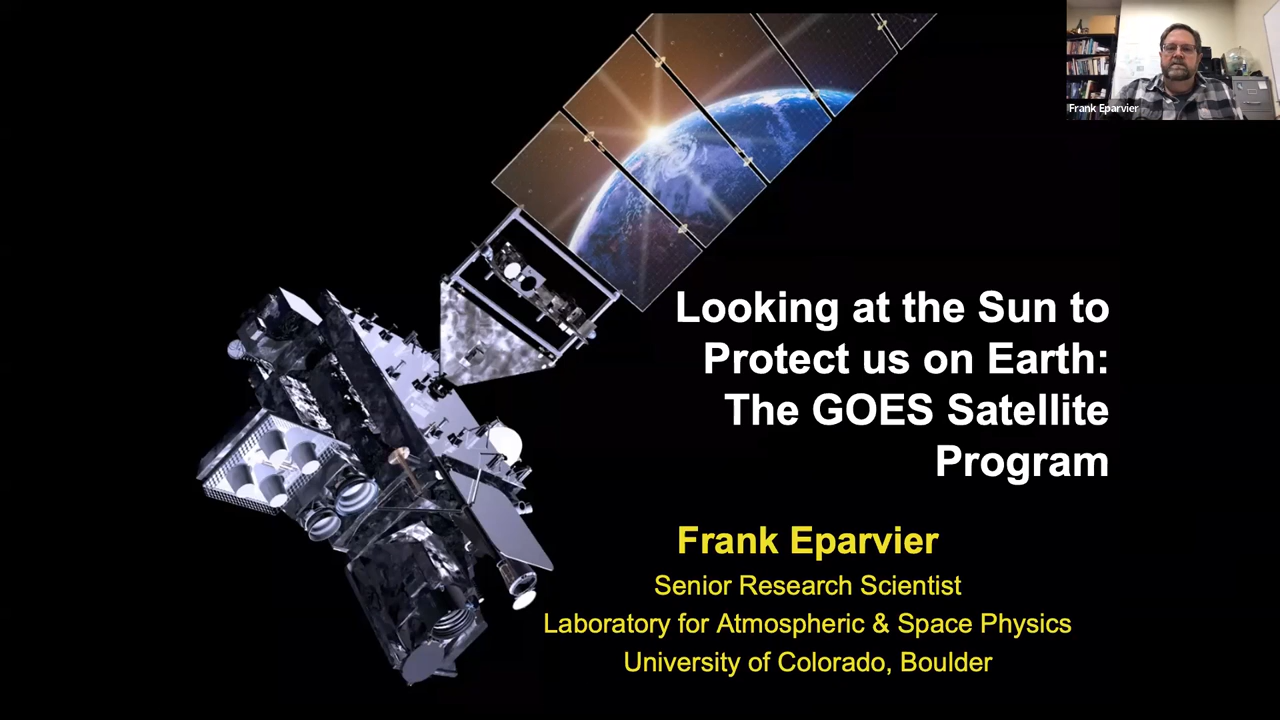 Frank Eparvier
Looking at the Sun to
Protect us on Earth:
The GOES Satellite
Program
Frank Eparvier
Senior Research Scientist
Laboratory for Atmospheric & Space Physics
University of Colorado, Boulder